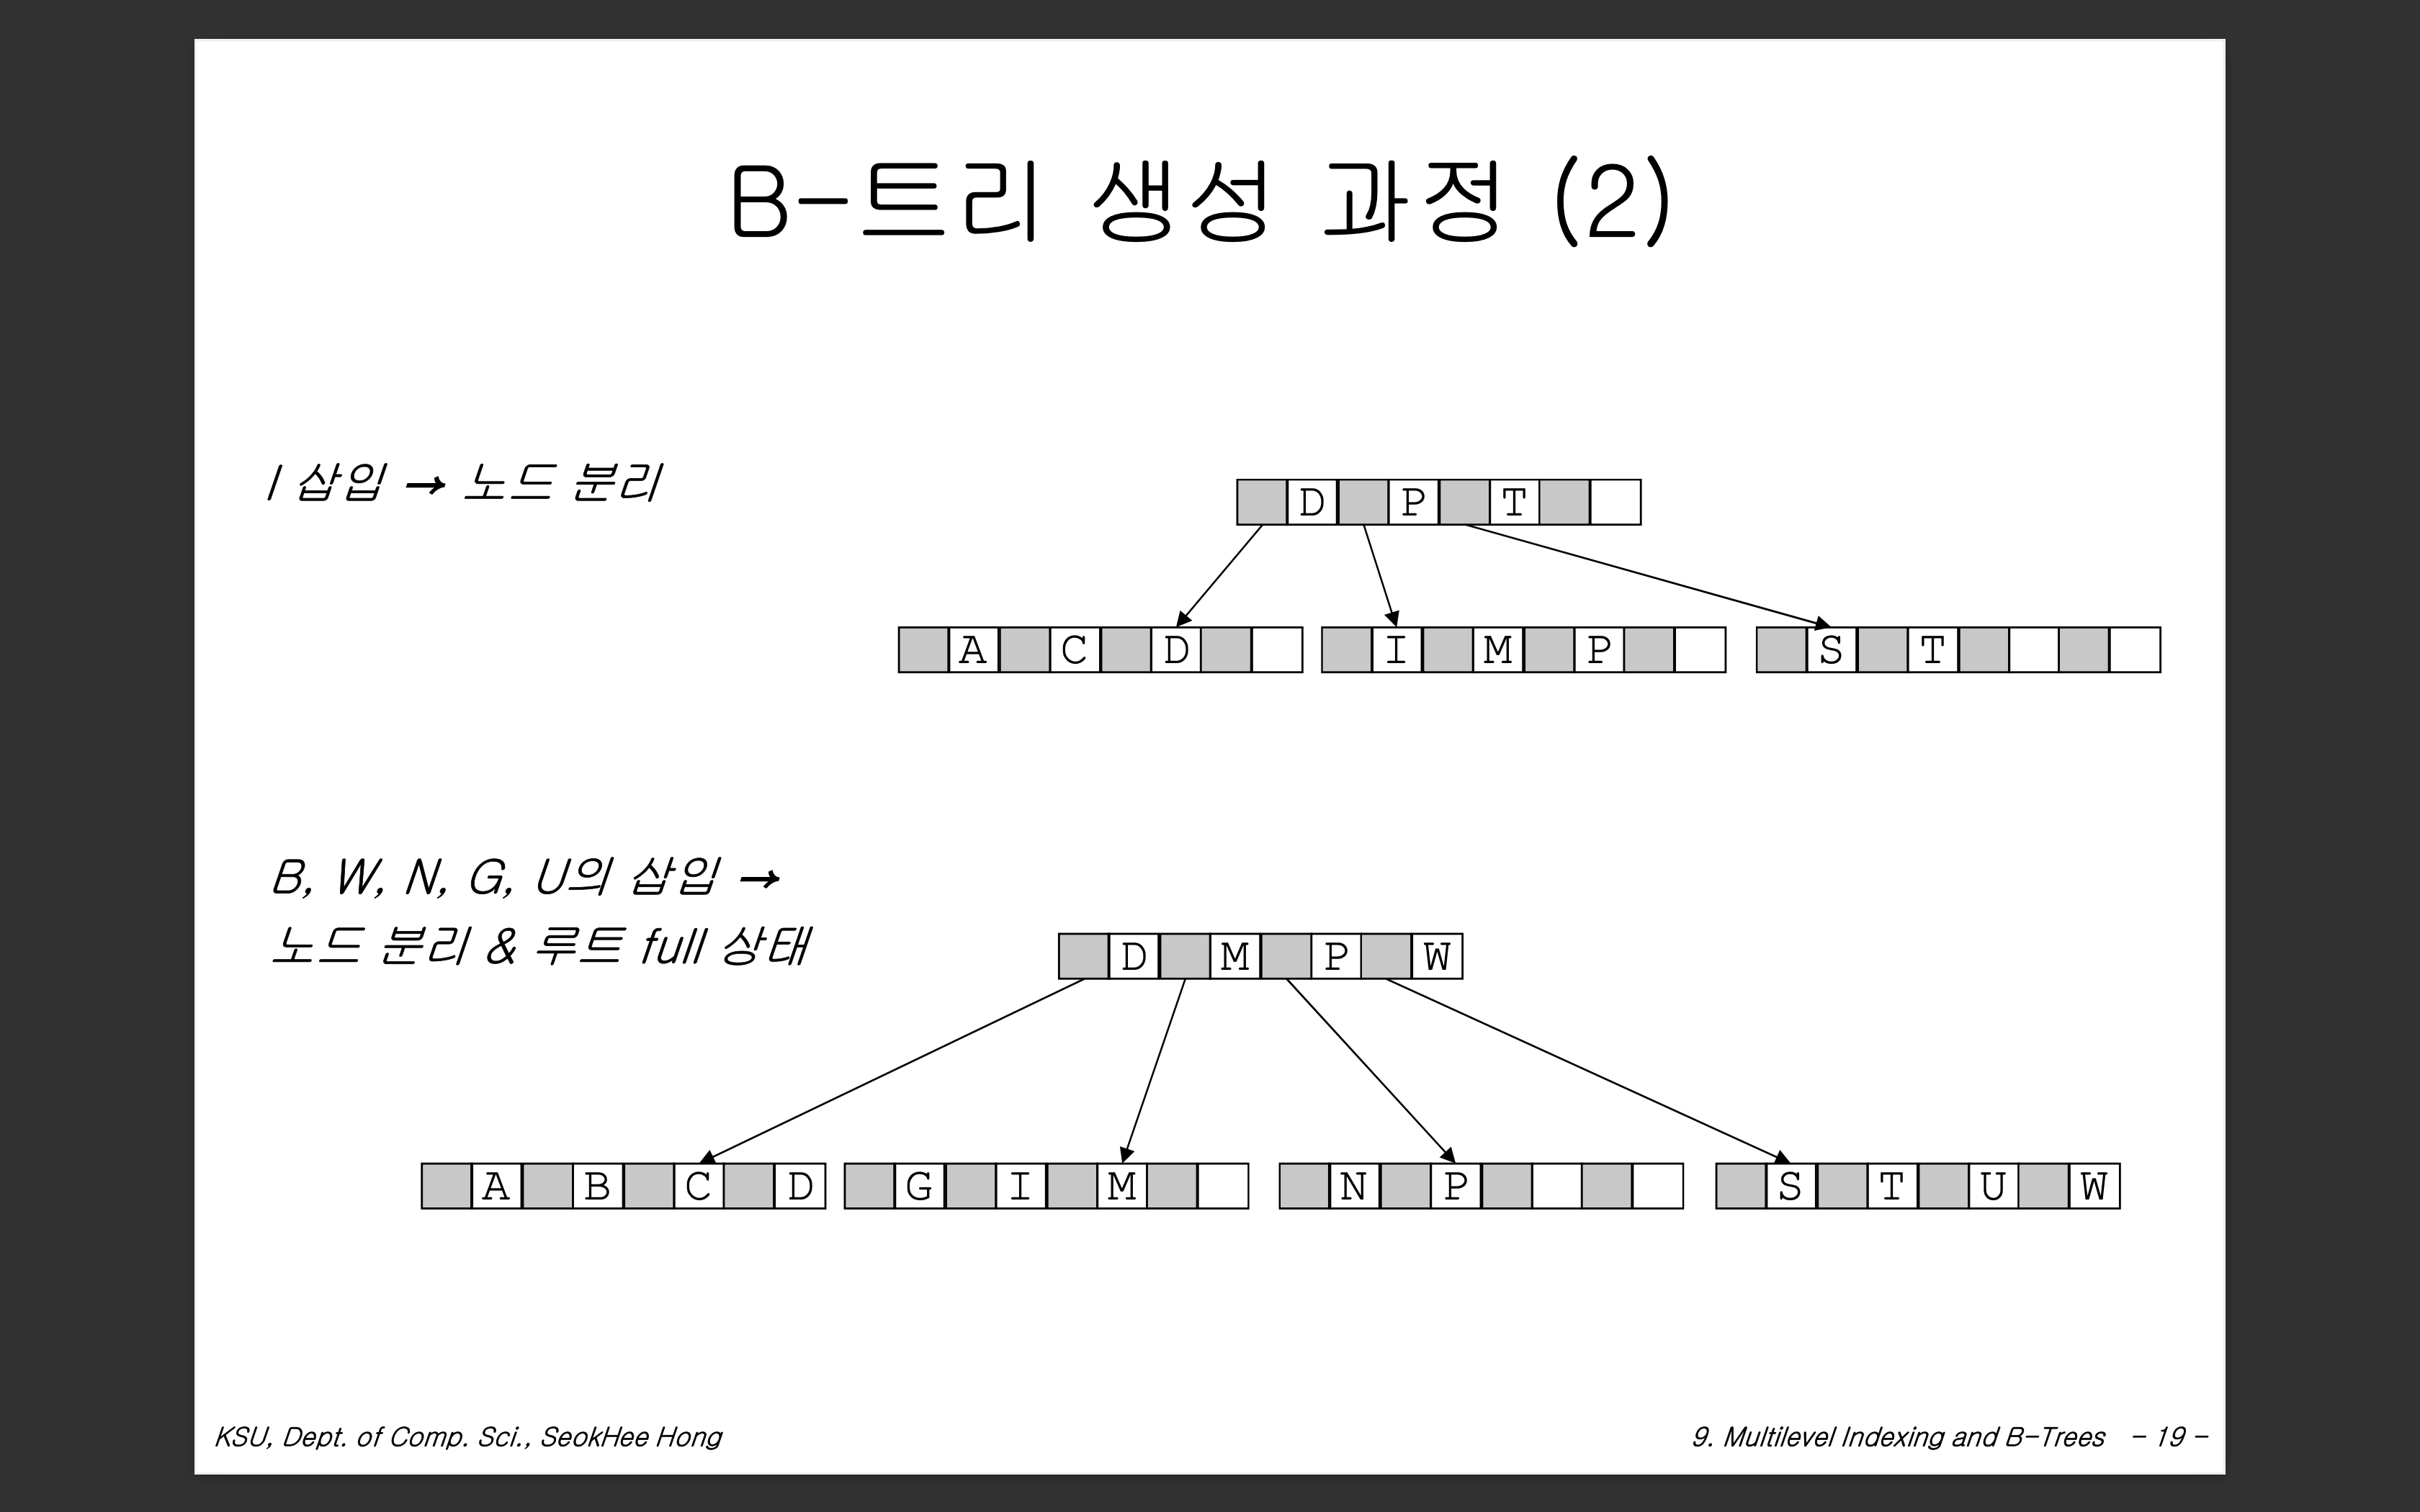 B-트리 생성 과정 (2)
I 삽입 → 노드 분리
D P T
A C D I M P S T
B, W, N, G, U의 삽입 →
노드 분리 & 루트 full 상태
D M P W
A B C D G I M N P S T U W
KSU, Dept. of Comp. Sci., SeokHee Hong
9. Multilevel Indexing and B-Trees - 19 -